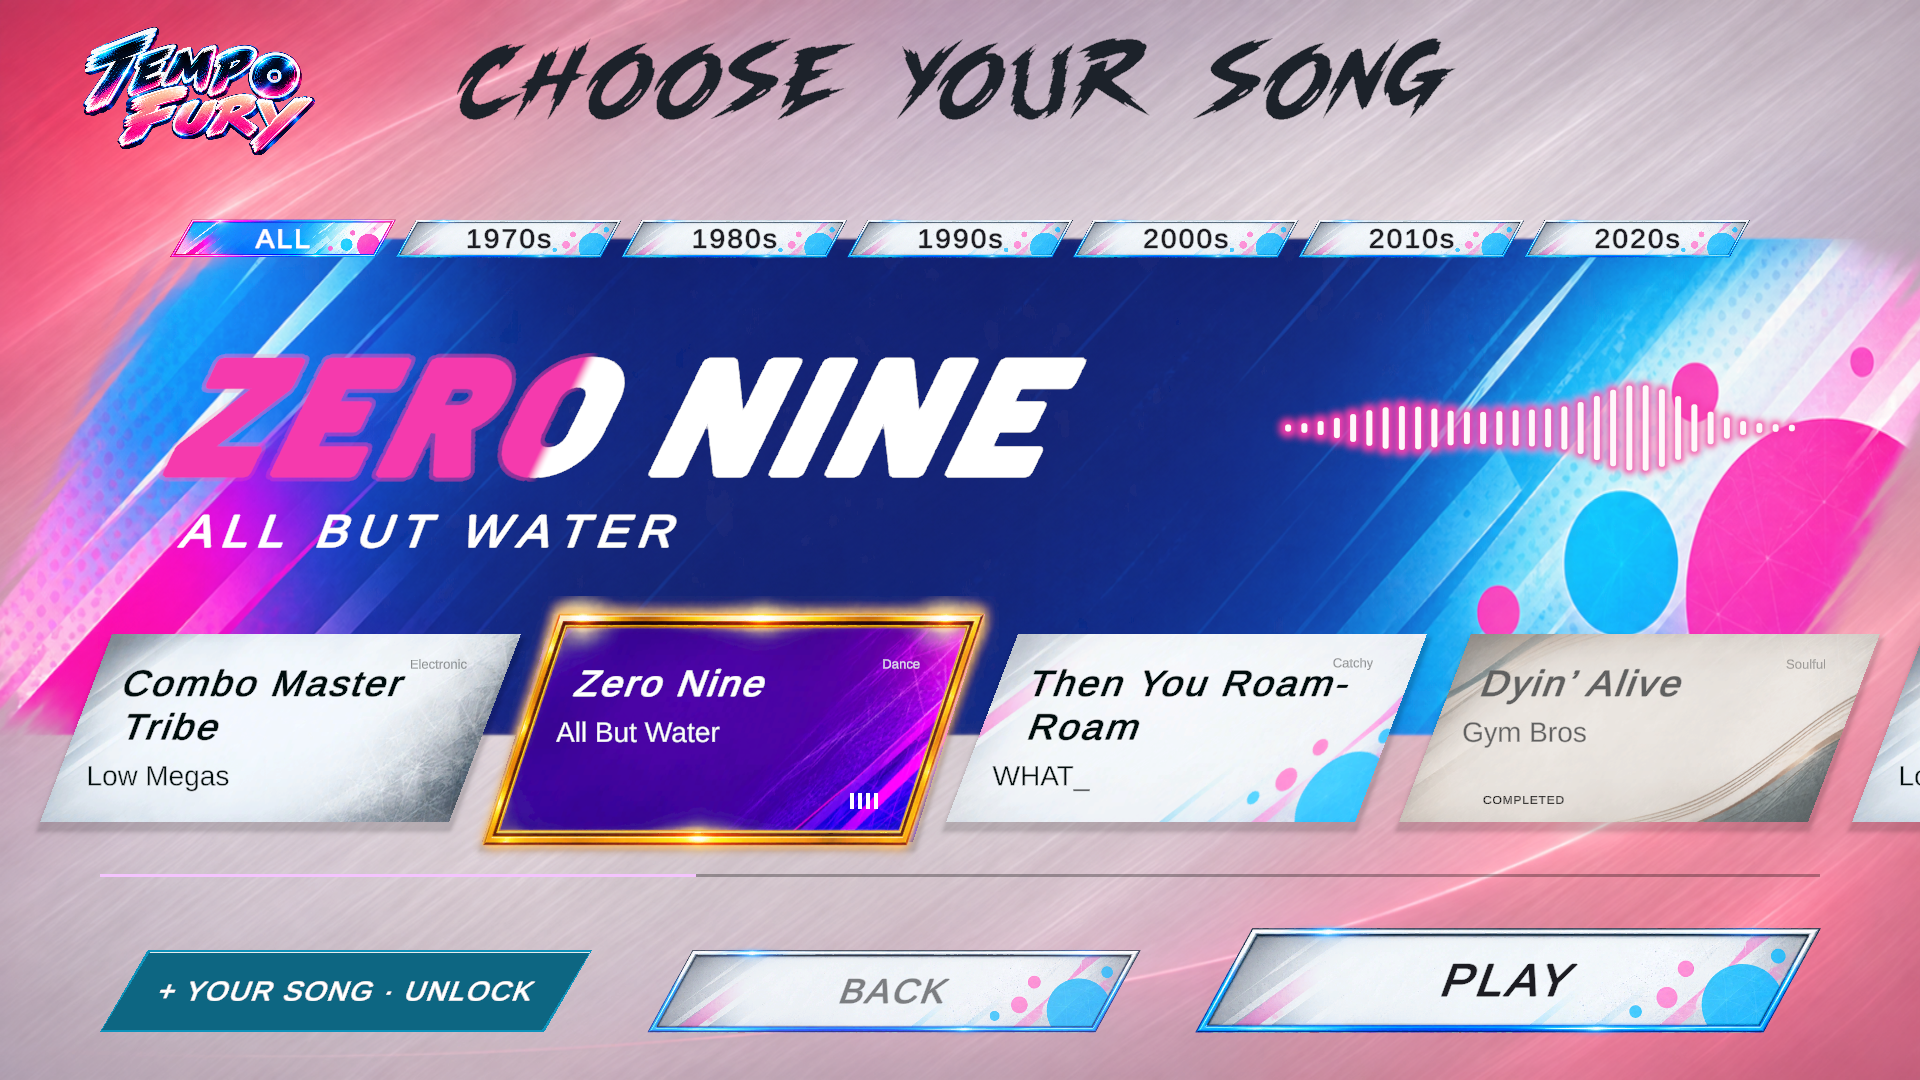 TEMPO
FURY
CHOOSE YOUR SONG
ALL
1970s
1980s
1990s
2000s
2010s
2020s
ZERO NINE
ALL BUT WATER
Combo Master
Tribe
Electronic
Low Megas
Zero Nine
Dance
All But Water
Then You Roam-
Roam
Catchy
WHAT_
Dyin’ Alive
Soulful
Gym Bros
COMPLETED
+ YOUR SONG · UNLOCK
BACK
PLAY